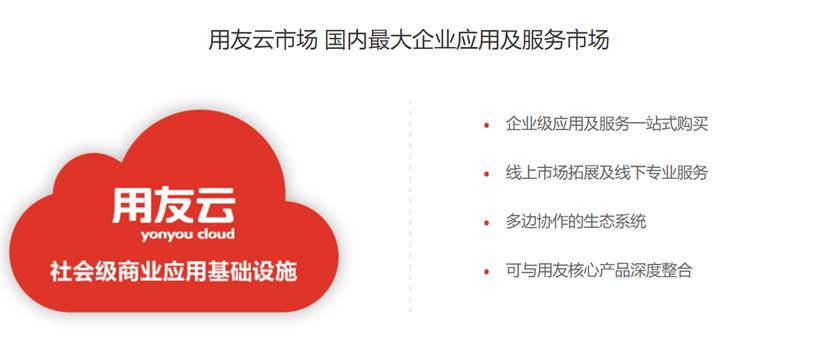 用友云市场 国内最大企业应用及服务市场
用友云
yonyou cloud
社会级商业应用基础设施
企业级应用及服务一站式购买
线上市场拓展及线下专业服务
多边协作的生态系统
可与用友核心产品深度整合